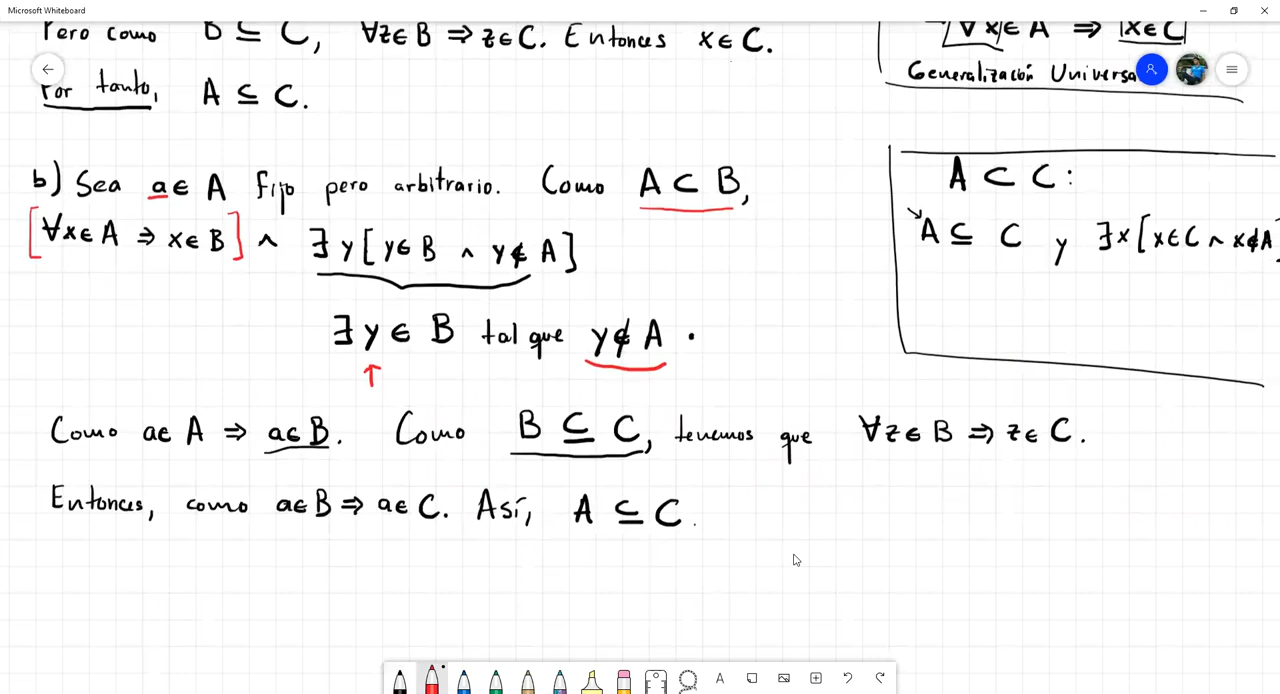 Microsoft Whiteboard
Pero como B ⊆ C, ∀z∈B ⇒ z∈C. Entonces x∈C.
Por tanto, A ⊆ C.
∀x∈A ⇒ x∈C
Generalización Universa
b) Sea a∈A fijo pero arbitrario. Como A ⊂ B,
[∀x∈A ⇒ x∈B] ∧ ∃y[y∈B ∧ y∉A]
∃y∈B tal que y∉A.
A ⊂ C:
A ⊆ C y ∃x[x∈C ∧ x∉A]
Como a∈A ⇒ a∈B. Como B ⊆ C, tenemos que ∀z∈B ⇒ z∈C.
Entonces, como a∈B ⇒ a∈C. Así, A ⊆ C.
A